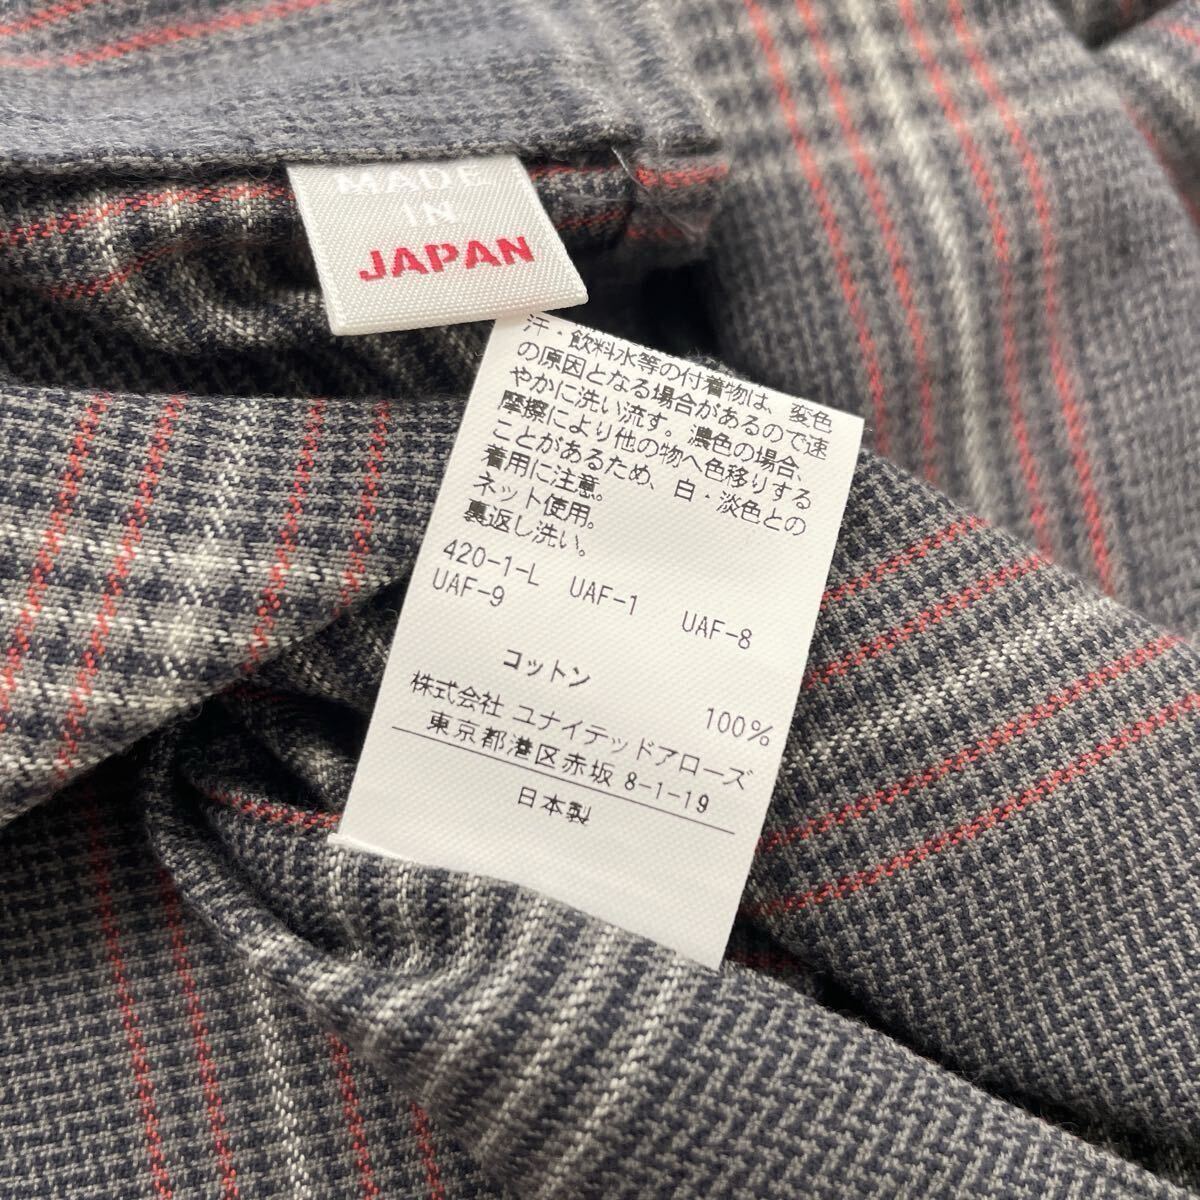 MADE
IN
JAPAN
汗・飲料水等の付着物は、変色
の原因となる場合があるので速
やかに洗い流す。濃色の場合、
摩擦により他の物へ色移りする
ことがあるため、白・淡色との
着用に注意。
ネット使用。
裏返し洗い。
420-1-L UAF-1 UAF-8
UAF-9
コットン 100%
株式会社 ユナイテッドアローズ
東京都港区赤坂 8-1-19
日本製